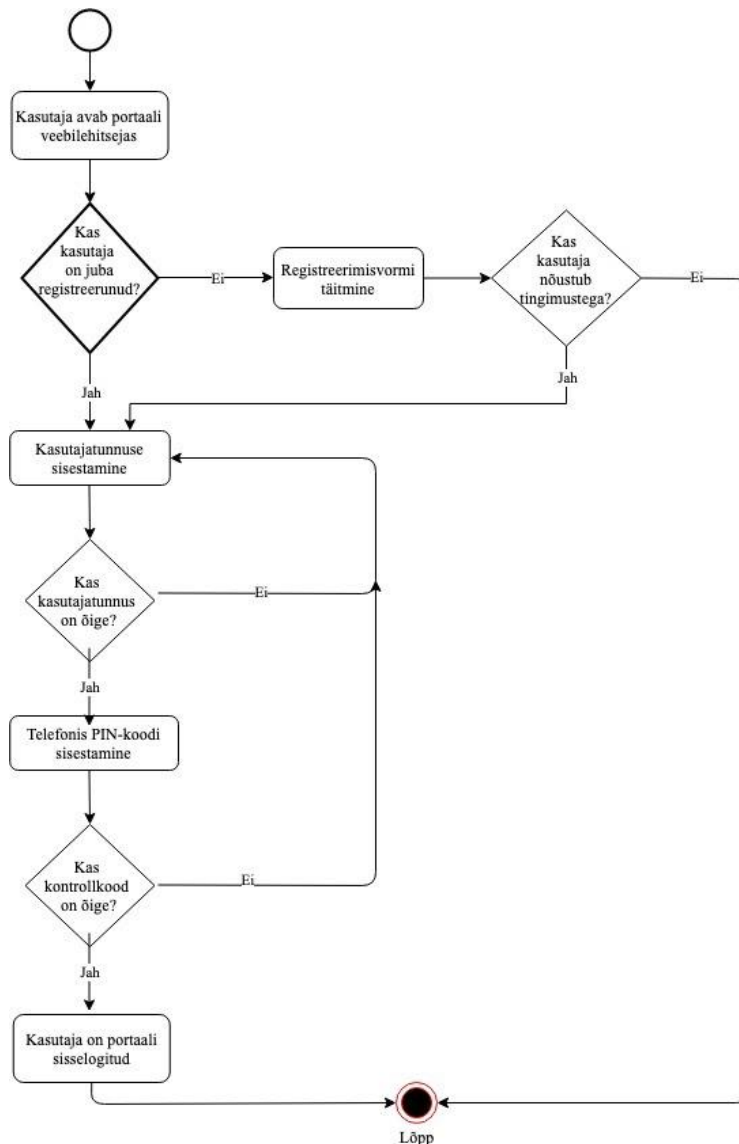 Kasutaja avab portaali
veebilehitsejas
Kas
kasutaja
on juba
registreerunud?
Ei
Registreerimisvormi
täitmine
Kas
kasutaja
nõustub
tingimustega?
Ei
Jah
Jah
Kasutajatunnuse
sisestamine
Kas
kasutajatunnus
on õige?
Ei
Jah
Telefonis PIN-koodi
sisestamine
Kas
kontrollkood
on õige?
Ei
Jah
Kasutaja on portaali
sisselogitud
Lõpp